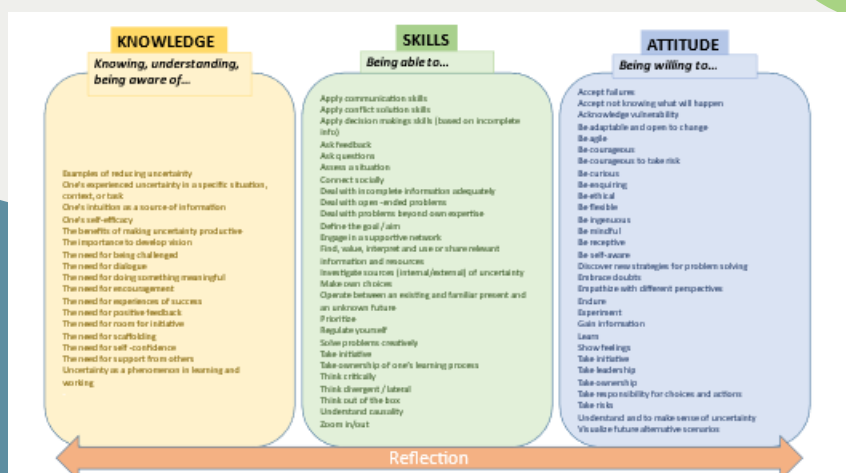 KNOWLEDGE
Knowing, understanding,
being aware of...
Examples of reducing uncertainty
One's experienced uncertainty in a specific situation,
context, or task
One's intuition as a source of information
One's self-efficacy
The benefits of making uncertainty productive
The importance to develop vision
The need for being challenged
The need for dialogue
The need for doing something meaningful
The need for encouragement
The need for experiences of success
The need for positive feedback
The need for room for initiative
The need for scaffolding
The need for self -confidence
The need for support from others
Uncertainty as a phenomenon in learning and
working
SKILLS
Being able to...
Apply communication skills
Apply conflict solution skills
Apply decision makings skills (based on incomplete
info)
Ask feedback
Ask questions
Assess a situation
Connect socially
Deal with incomplete information adequately
Deal with open -ended problems
Deal with problems beyond own expertise
Define the goal / aim
Engage in a supportive network
Find, value, interpret and use or share relevant
information and resources
Investigate sources (internal/external) of uncertainty
Make own choices
Operate between an existing and familiar present and
an unknown future
Prioritize
Regulate yourself
Solve problems creatively
Take initiative
Take ownership of one's learning process
Think critically
Think divergent / lateral
Think out of the box
Understand causality
Zoom in/out
ATTITUDE
Being willing to...
Accept failures
Accept not knowing what will happen
Acknowledge vulnerability
Be adaptable and open to change
Be agile
Be courageous
Be courageous to take risk
Be curious
Be enquiring
Be ethical
Be flexible
Be ingenuous
Be mindful
Be receptive
Be self-aware
Discover new strategies for problem solving
Embrace doubts
Empathize with different perspectives
Endure
Experiment
Gain information
Learn
Show feelings
Take initiative
Take leadership
Take ownership
Take responsibility for choices and actions
Take risks
Understand and to make sense of uncertainty
Visualize future alternative scenarios
Reflection